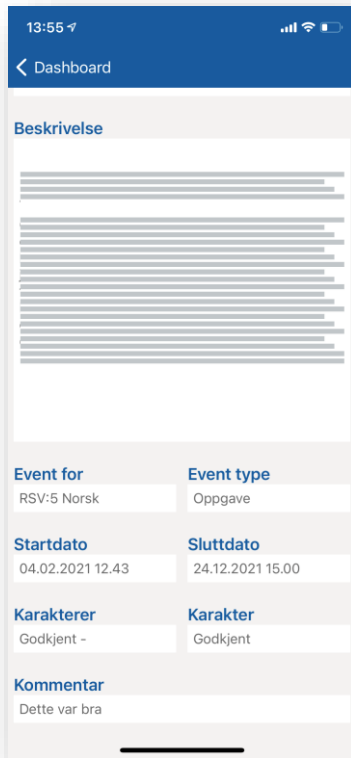 13:55
Dashboard
Beskrivelse
Event for
Event type
RSV:5 Norsk
Oppgave
Startdato
Sluttdato
04.02.2021 12.43
24.12.2021 15.00
Karakterer
Karakter
Godkjent -
Godkjent
Kommentar
Dette var bra